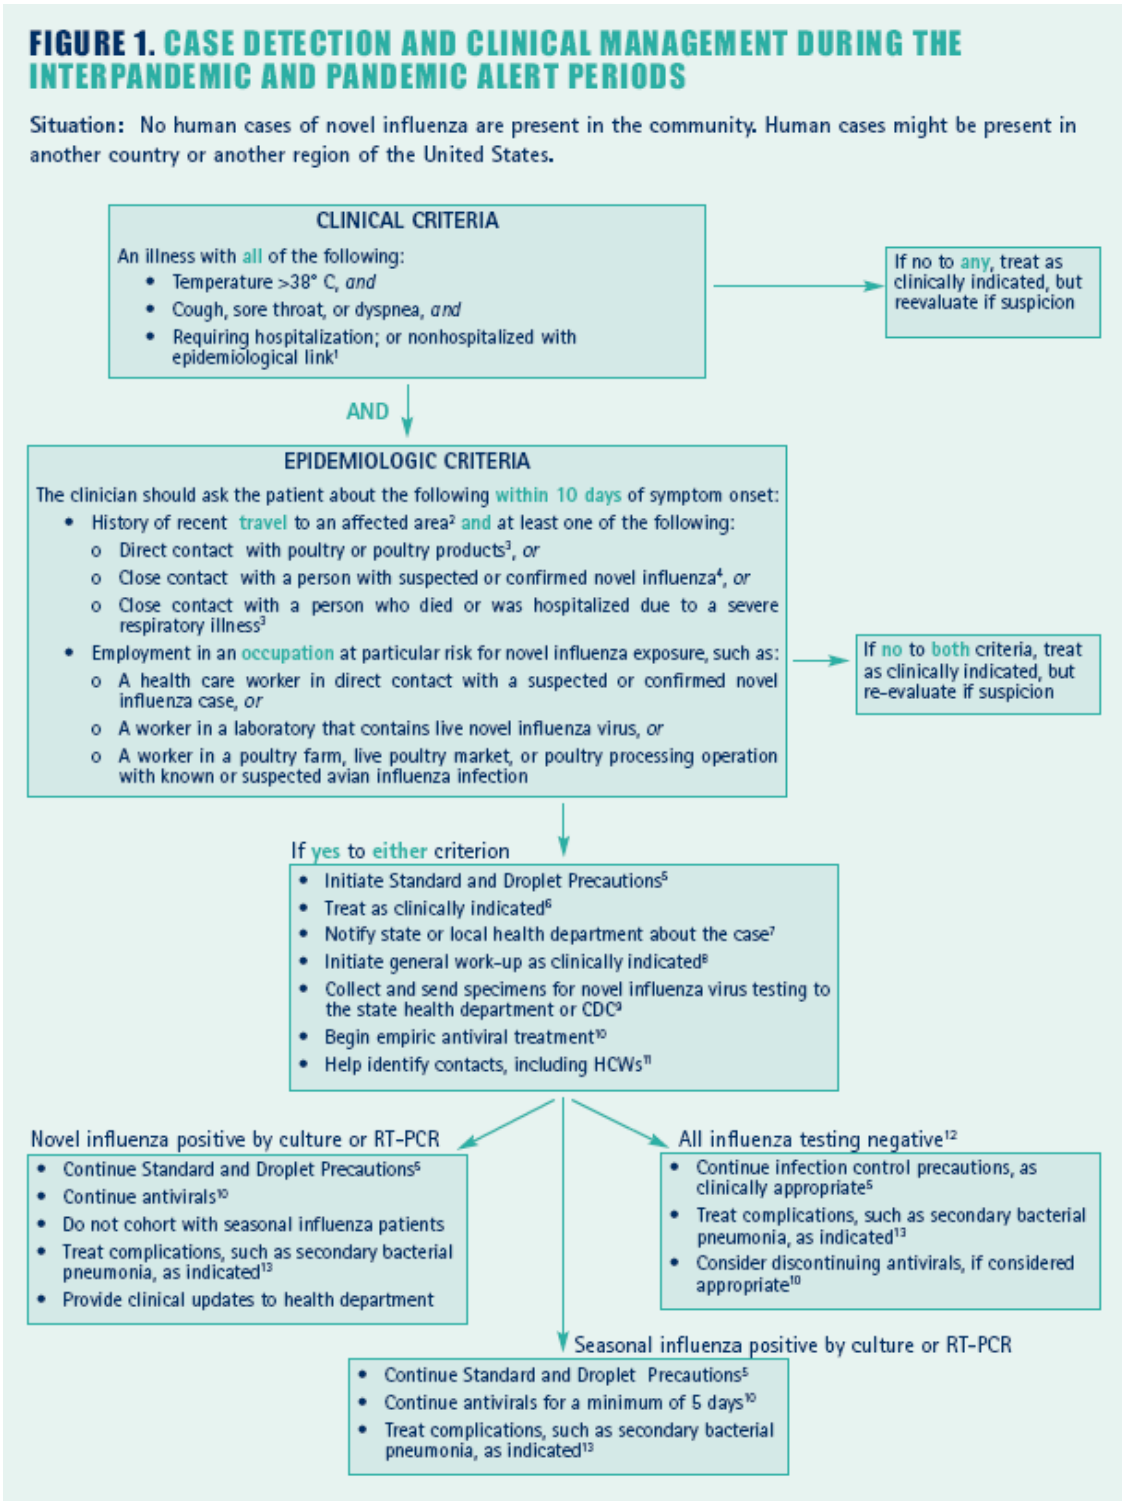 FIGURE 1. CASE DETECTION AND CLINICAL MANAGEMENT DURING THE
INTERPANDEMIC AND PANDEMIC ALERT PERIODS
Situation: No human cases of novel influenza are present in the community. Human cases might be present in
another country or another region of the United States.
CLINICAL CRITERIA
An illness with all of the following:
• Temperature >38° C, and
• Cough, sore throat, or dyspnea, and
• Requiring hospitalization; or nonhospitalized with
epidemiological link¹
If no to any, treat as
clinically indicated, but
reevaluate if suspicion
AND
EPIDEMIOLOGIC CRITERIA
The clinician should ask the patient about the following within 10 days of symptom onset:
• History of recent travel to an affected area² and at least one of the following:
o Direct contact with poultry or poultry products³, or
o Close contact with a person with suspected or confirmed novel influenza⁴, or
o Close contact with a person who died or was hospitalized due to a severe
respiratory illness³
• Employment in an occupation at particular risk for novel influenza exposure, such as:
o A health care worker in direct contact with a suspected or confirmed novel
influenza case, or
o A worker in a laboratory that contains live novel influenza virus, or
o A worker in a poultry farm, live poultry market, or poultry processing operation
with known or suspected avian influenza infection
If no to both criteria, treat
as clinically indicated, but
re-evaluate if suspicion
If yes to either criterion
• Initiate Standard and Droplet Precautions⁵
• Treat as clinically indicated⁶
• Notify state or local health department about the case⁷
• Initiate general work-up as clinically indicated⁸
• Collect and send specimens for novel influenza virus testing to
the state health department or CDC⁹
• Begin empiric antiviral treatment¹⁰
• Help identify contacts, including HCWs¹¹
Novel influenza positive by culture or RT-PCR
• Continue Standard and Droplet Precautions⁵
• Continue antivirals¹⁰
• Do not cohort with seasonal influenza patients
• Treat complications, such as secondary bacterial
pneumonia, as indicated¹³
• Provide clinical updates to health department
All influenza testing negative¹²
• Continue infection control precautions, as
clinically appropriate⁵
• Treat complications, such as secondary bacterial
pneumonia, as indicated¹³
• Consider discontinuing antivirals, if considered
appropriate¹⁰
Seasonal influenza positive by culture or RT-PCR
• Continue Standard and Droplet Precautions⁵
• Continue antivirals for a minimum of 5 days¹⁰
• Treat complications, such as secondary bacterial
pneumonia, as indicated¹³